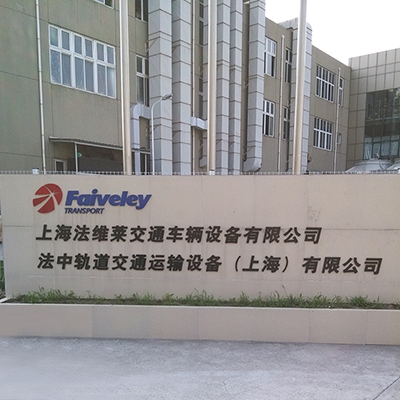 Faiveley
TRANSPORT
上海法维莱交通车辆设备有限公司
法中轨道交通运输设备（上海）有限公司